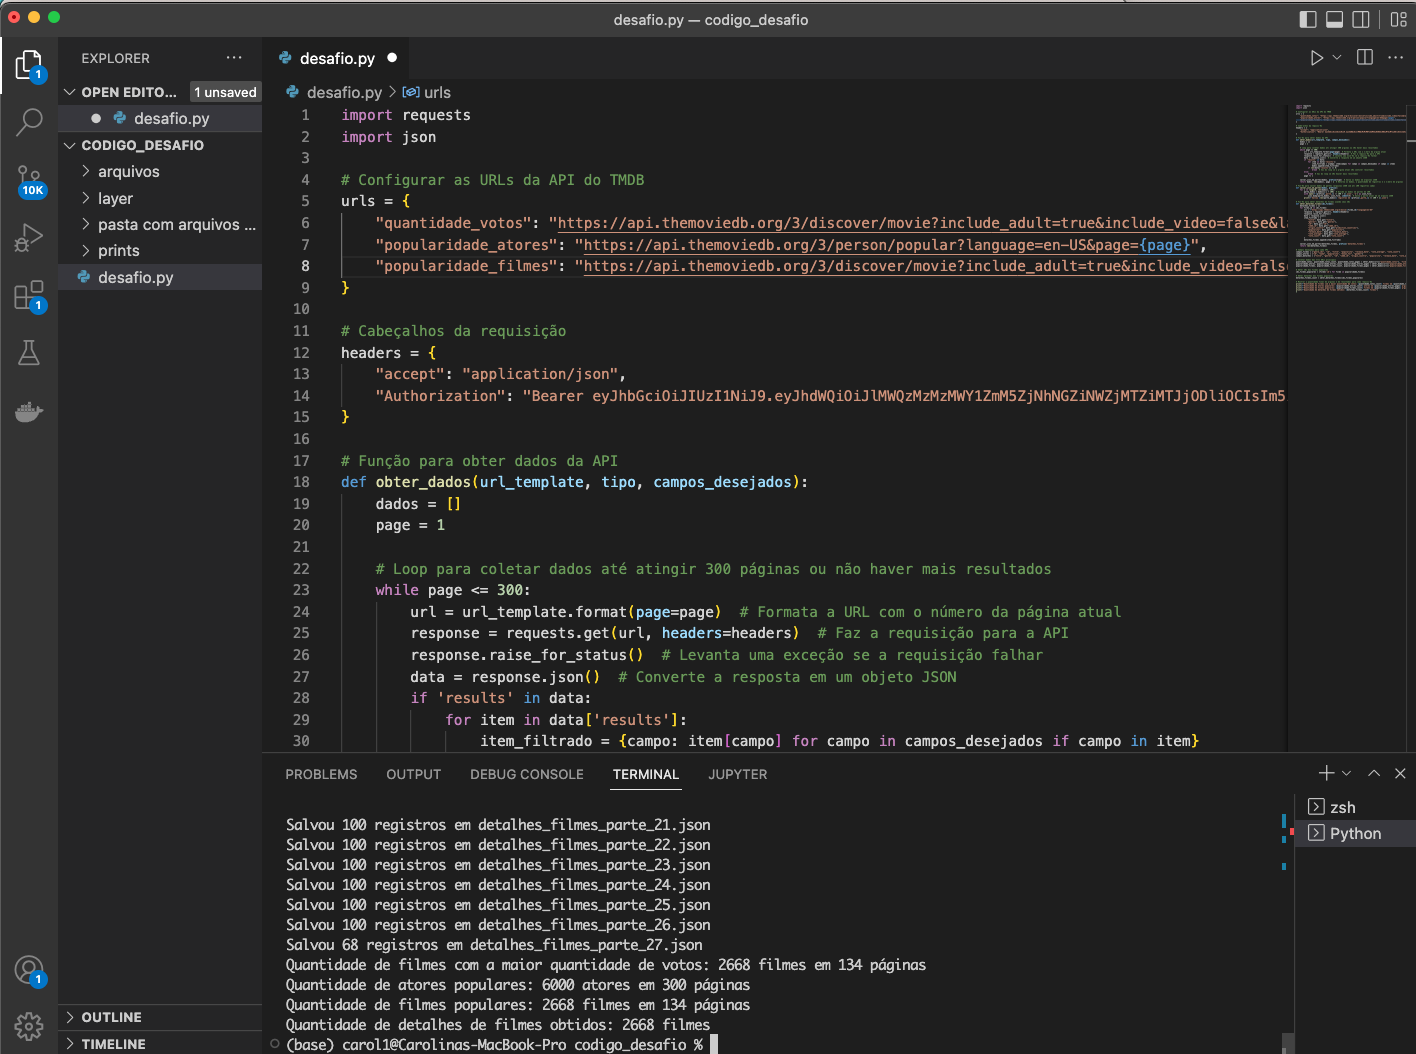 desafio.py — codigo_desafio
EXPLORER
OPEN EDITO...
1 unsaved
desafio.py
CODIGO_DESAFIO
arquivos
layer
pasta com arquivos ...
prints
desafio.py
OUTLINE
TIMELINE
1
10K
1
1
desafio.py
desafio.py > urls
1 import requests
2 import json
3
4 # Configurar as URLs da API do TMDB
5 urls = {
6 "quantidade_votos": "https://api.themoviedb.org/3/discover/movie?include_adult=true&include_video=false&l
7 "popularidade_atores": "https://api.themoviedb.org/3/person/popular?language=en-US&page={page}",
8 "popularidade_filmes": "https://api.themoviedb.org/3/discover/movie?include_adult=true&include_video=fals
9 }
10
11 # Cabeçalhos da requisição
12 headers = {
13 "accept": "application/json",
14 "Authorization": "Bearer eyJhbGciOiJIUzI1NiJ9.eyJhdWQiOiJlMWQzMzMzMWY1ZmM5ZjNhNGZiNWZjMTZiMTJjODliOCIsIm5
15 }
16
17 # Função para obter dados da API
18 def obter_dados(url_template, tipo, campos_desejados):
19 dados = []
20 page = 1
21
22 # Loop para coletar dados até atingir 300 páginas ou não haver mais resultados
23 while page <= 300:
24 url = url_template.format(page=page) # Formata a URL com o número da página atual
25 response = requests.get(url, headers=headers) # Faz a requisição para a API
26 response.raise_for_status() # Levanta uma exceção se a requisição falhar
27 data = response.json() # Converte a resposta em um objeto JSON
28 if 'results' in data:
29 for item in data['results']:
30 item_filtrado = {campo: item[campo] for campo in campos_desejados if campo in item}
PROBLEMS OUTPUT DEBUG CONSOLE TERMINAL JUPYTER
zsh
Python
Salvou 100 registros em detalhes_filmes_parte_21.json
Salvou 100 registros em detalhes_filmes_parte_22.json
Salvou 100 registros em detalhes_filmes_parte_23.json
Salvou 100 registros em detalhes_filmes_parte_24.json
Salvou 100 registros em detalhes_filmes_parte_25.json
Salvou 100 registros em detalhes_filmes_parte_26.json
Salvou 68 registros em detalhes_filmes_parte_27.json
Quantidade de filmes com a maior quantidade de votos: 2668 filmes em 134 páginas
Quantidade de atores populares: 6000 atores em 300 páginas
Quantidade de filmes populares: 2668 filmes em 134 páginas
Quantidade de detalhes de filmes obtidos: 2668 filmes
(base) carol1@Carolinas-MacBook-Pro codigo_desafio %